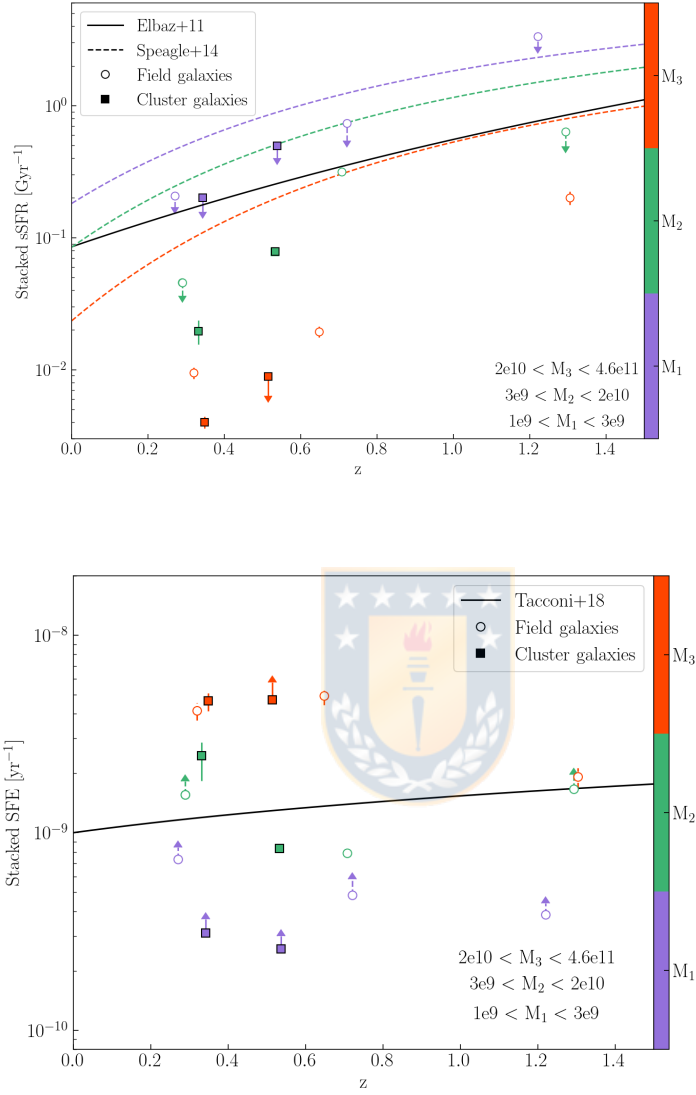 Elbaz+11
Speagle+14
Field galaxies
Cluster galaxies
Stacked sSFR [Gyr⁻¹]
10⁰
10⁻¹
10⁻²
M₃
M₂
M₁
2e10 < M₃ < 4.6e11
3e9 < M₂ < 2e10
1e9 < M₁ < 3e9
0.0 0.2 0.4 0.6 0.8 1.0 1.2 1.4
z
Tacconi+18
Field galaxies
Cluster galaxies
Stacked SFE [yr⁻¹]
10⁻⁸
10⁻⁹
10⁻¹⁰
M₃
M₂
M₁
2e10 < M₃ < 4.6e11
3e9 < M₂ < 2e10
1e9 < M₁ < 3e9
0.0 0.2 0.4 0.6 0.8 1.0 1.2 1.4
z